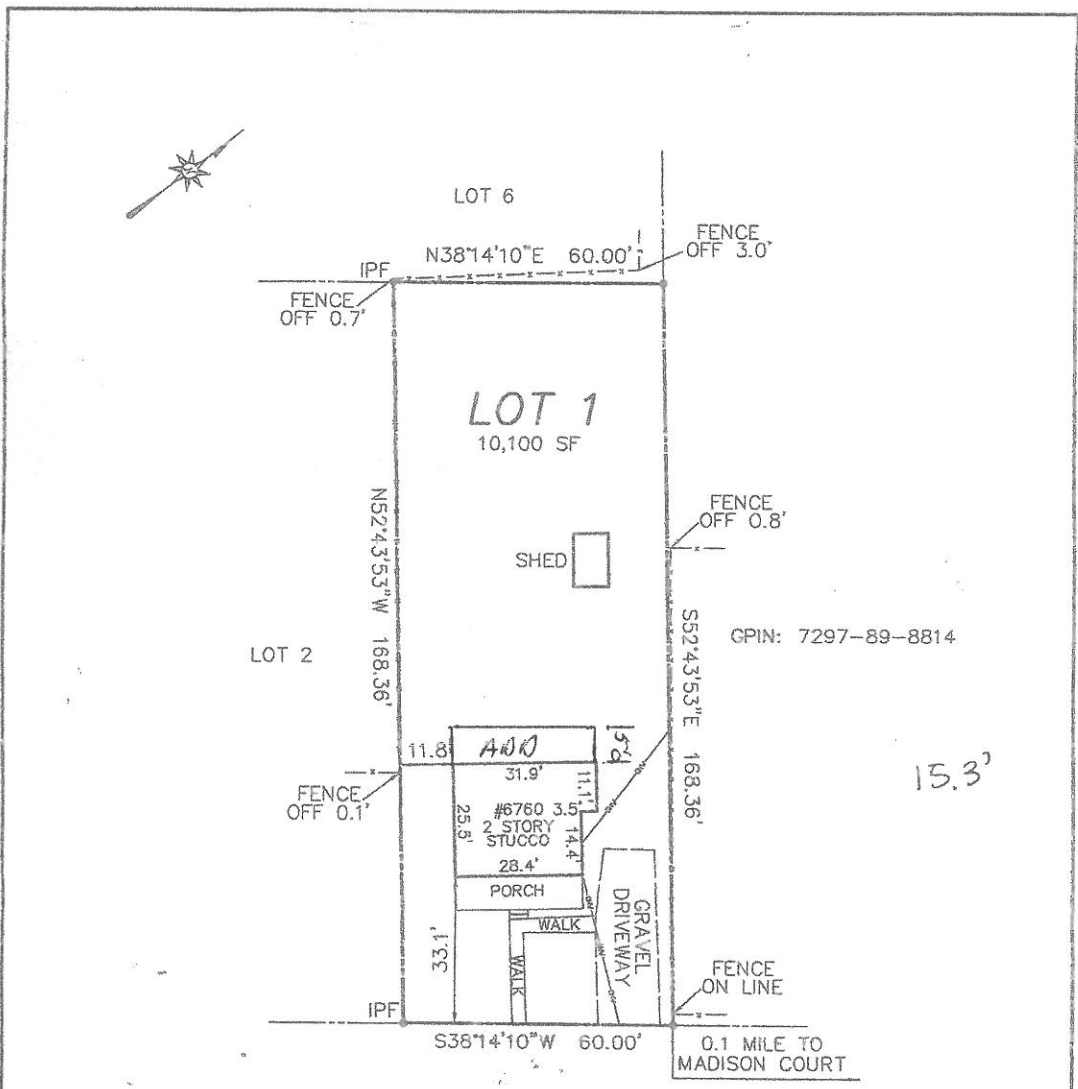 LOT 6
N38°14'10"E 60.00'
FENCE
OFF 3.0'
IPF
FENCE
OFF 0.7'
LOT 1
10,100 SF
N52°43'53"W 168.36'
FENCE
OFF 0.8'
SHED
S52°43'53"E 168.36'
GPIN: 7297-89-8814
LOT 2
11.8
ADD
31.9'
11.1'
15.3'
FENCE
OFF 0.1'
25.5'
#6760 3.5'
2 STORY
STUCCO
14.4'
28.4'
PORCH
GRAVEL
DRIVEWAY
WALK
WALK
33.1'
FENCE
ON LINE
IPF
S38°14'10"W 60.00'
0.1 MILE TO
MADISON COURT